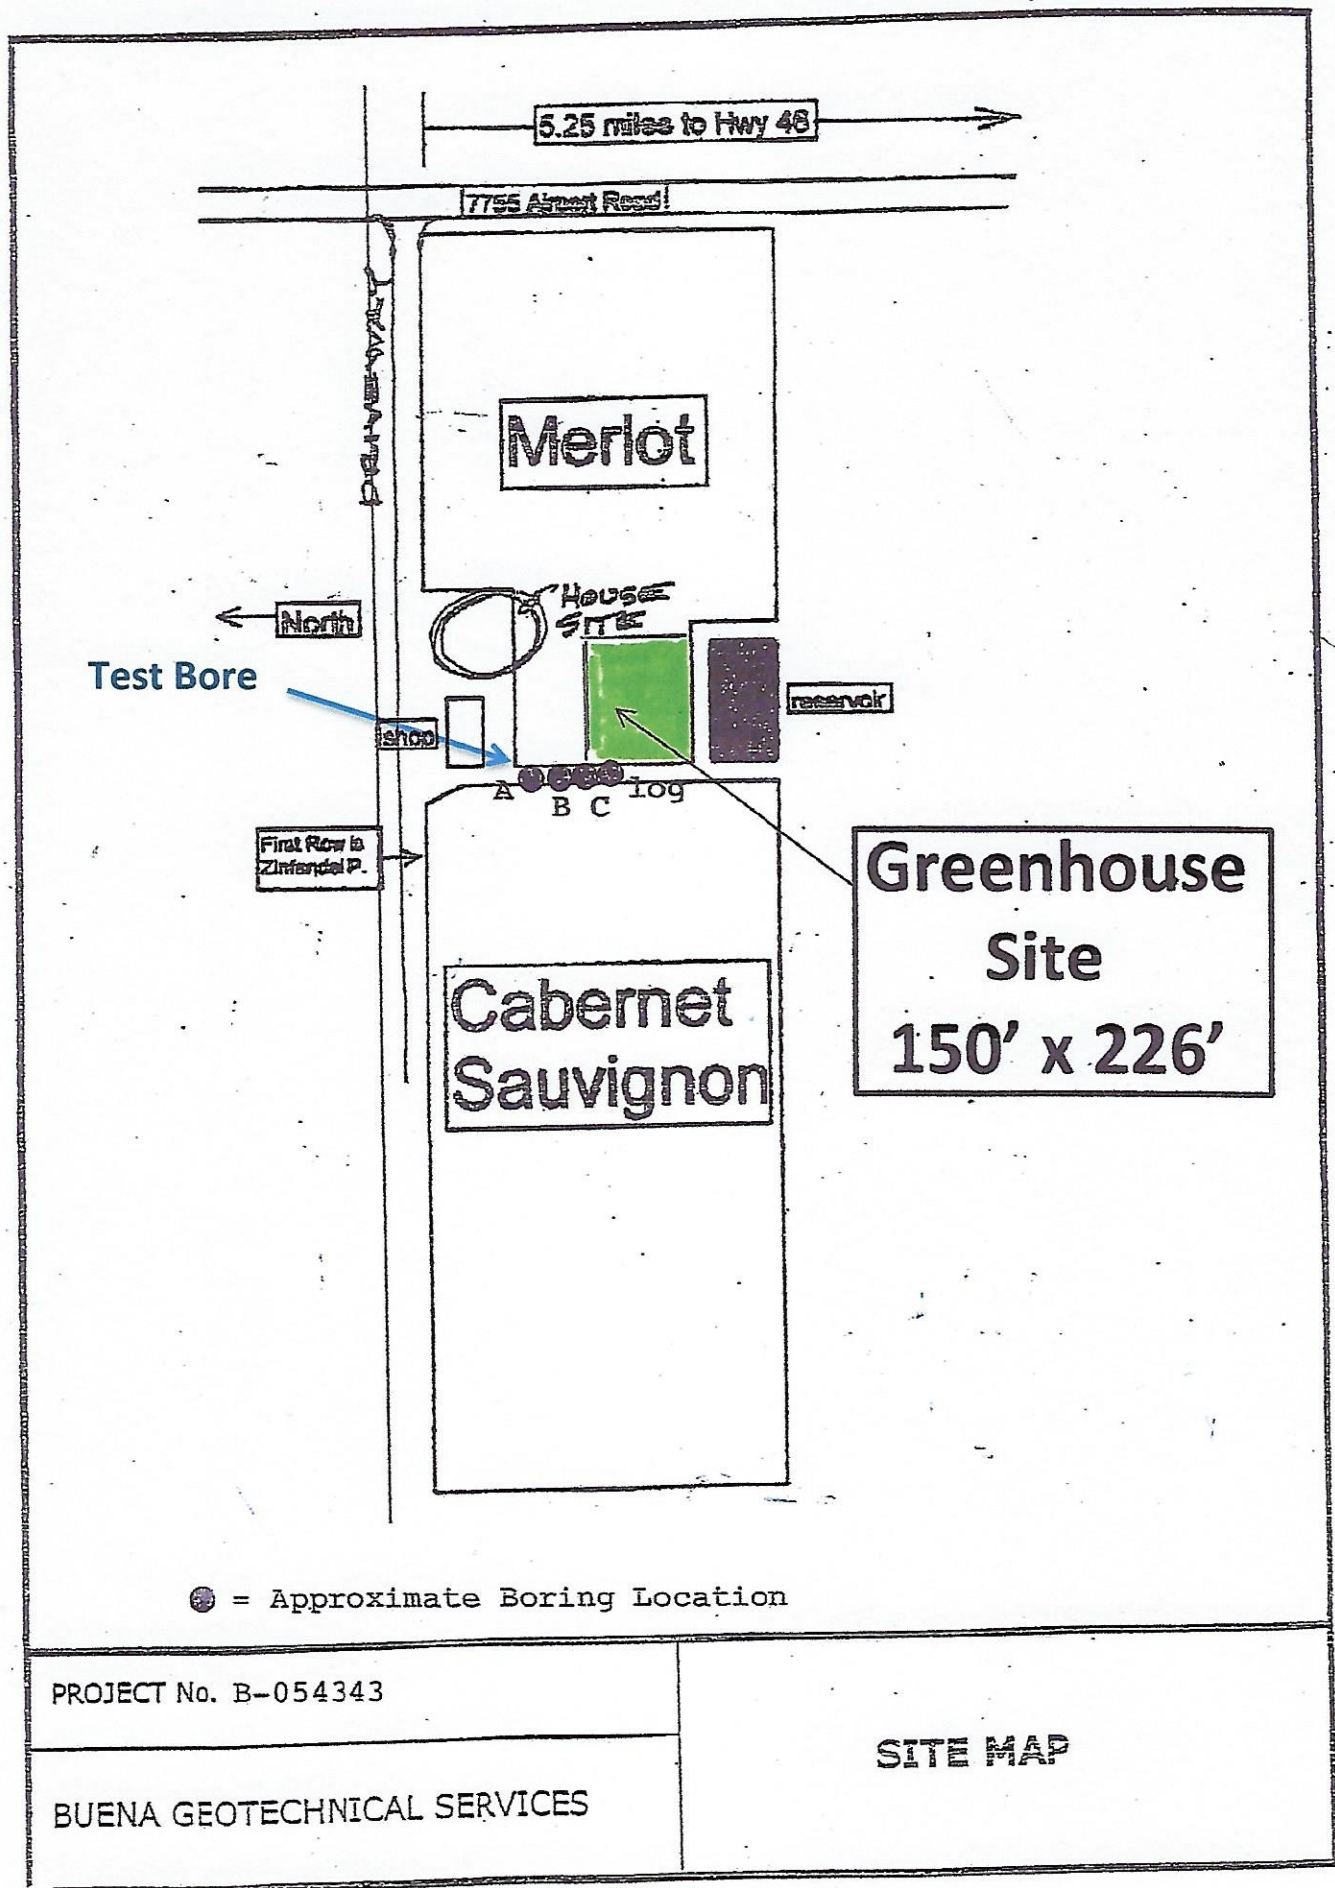 5.25 miles to Hwy 46
7755 Airport Road
Merlot
HOUSE
SITE
North
Test Bore
reservoir
shop
A
B
C
log
First Row is
Zinfandel P.
Greenhouse
Site
150' x 226'
Cabernet
Sauvignon
= Approximate Boring Location
PROJECT No. B-054343
SITE MAP
BUENA GEOTECHNICAL SERVICES